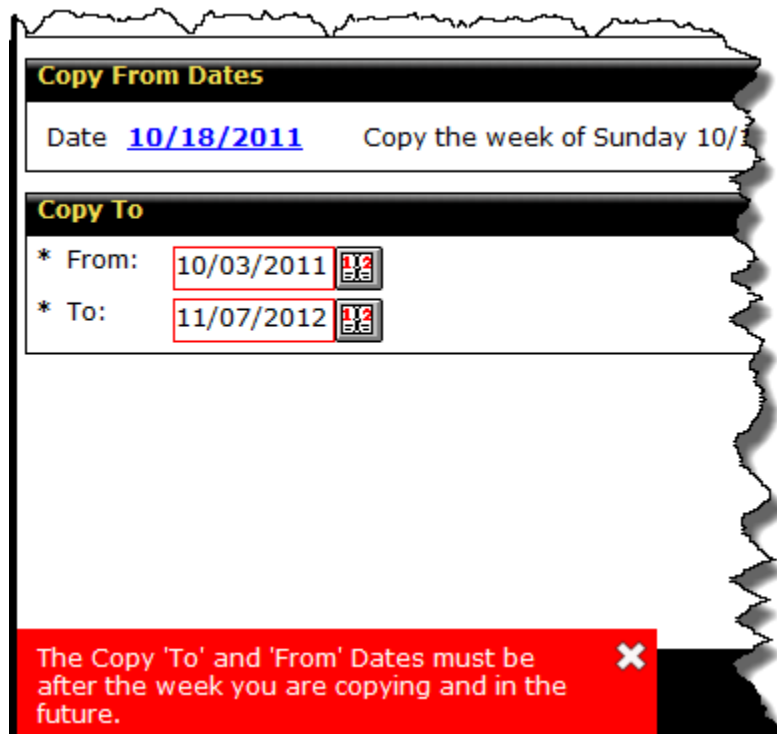 Copy From Dates
Date 10/18/2011 Copy the week of Sunday 10/
Copy To
* From: 10/03/2011
* To: 11/07/2012
The Copy 'To' and 'From' Dates must be
after the week you are copying and in the
future.